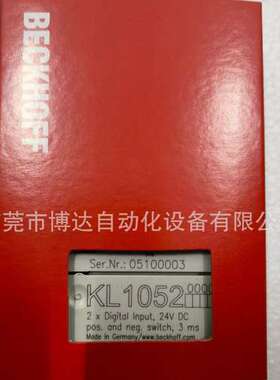 BECKHOFF
莞市博达自动化设备有限
Ser.Nr.: 05100003
KL1052 0000
2 x Digital Input, 24V DC
pos. and neg. switch, 3 ms
Made in Germany/www.beckhoff.com